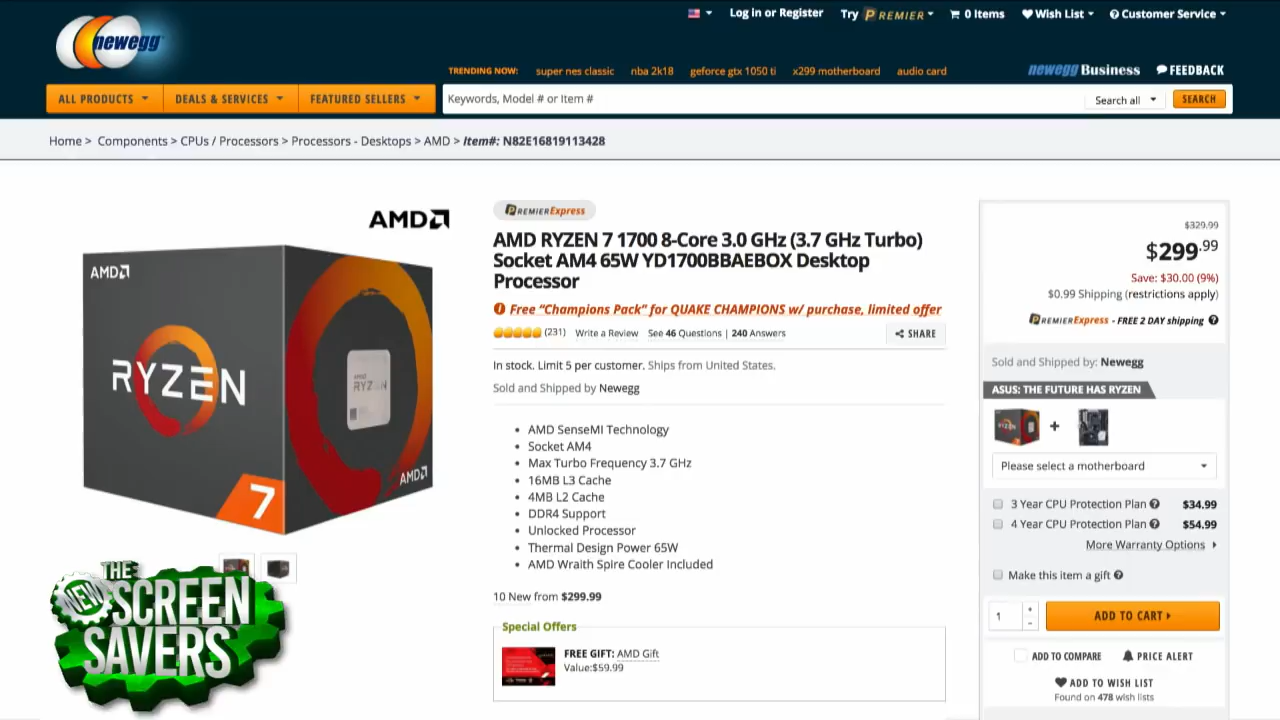 newegg
Log in or Register
Try PREMIER
0 Items
Wish List
Customer Service
TRENDING NOW: super nes classic nba 2k18 geforce gtx 1050 ti x299 motherboard audio card
newegg Business
FEEDBACK
ALL PRODUCTS
DEALS & SERVICES
FEATURED SELLERS
Keywords, Model # or Item #
Search all
SEARCH
Home > Components > CPUs / Processors > Processors - Desktops > AMD > Item#: N82E16819113428
AMD
AMD
RYZEN
7
AMD
RYZEN
AMD
PREMIERExpress
AMD RYZEN 7 1700 8-Core 3.0 GHz (3.7 GHz Turbo)
Socket AM4 65W YD1700BBAEBOX Desktop
Processor
Free “Champions Pack” for QUAKE CHAMPIONS w/ purchase, limited offer
(231) Write a Review See 46 Questions | 240 Answers
SHARE
In stock. Limit 5 per customer. Ships from United States.
Sold and Shipped by Newegg
• AMD SenseMI Technology
• Socket AM4
• Max Turbo Frequency 3.7 GHz
• 16MB L3 Cache
• 4MB L2 Cache
• DDR4 Support
• Unlocked Processor
• Thermal Design Power 65W
• AMD Wraith Spire Cooler Included
10 New from $299.99
Special Offers
FREE GIFT: AMD Gift
Value:$59.99
$329.99
$299.99
Save: $30.00 (9%)
$0.99 Shipping (restrictions apply)
PREMIERExpress - FREE 2 DAY shipping
Sold and Shipped by: Newegg
ASUS: THE FUTURE HAS RYZEN
+
Please select a motherboard
3 Year CPU Protection Plan $34.99
4 Year CPU Protection Plan $54.99
More Warranty Options
Make this item a gift
1
ADD TO CART
ADD TO COMPARE
PRICE ALERT
ADD TO WISH LIST
Found on 478 wish lists
THE
NEW
SCREEN
SAVERS